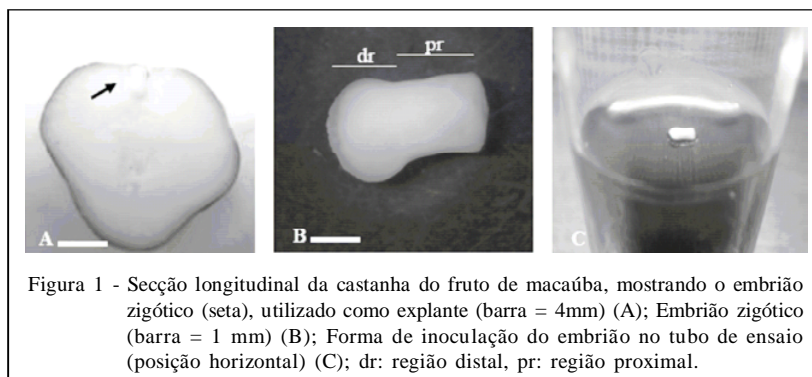 dr
pr
A
B
C
Figura 1 - Secção longitudinal da castanha do fruto de macaúba, mostrando o embrião
zigótico (seta), utilizado como explante (barra = 4mm) (A); Embrião zigótico
(barra = 1 mm) (B); Forma de inoculação do embrião no tubo de ensaio
(posição horizontal) (C); dr: região distal, pr: região proximal.